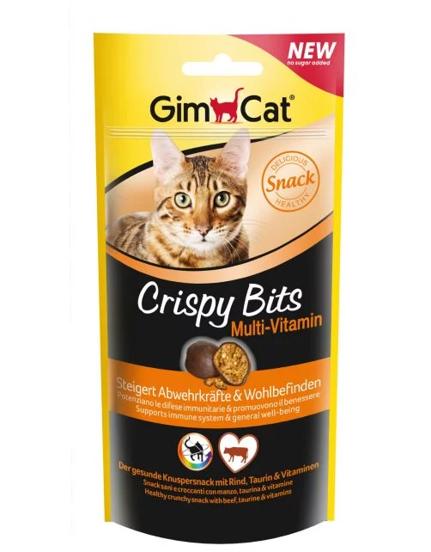 NEW
no sugar added
GimCat®
DELICIOUS
Snack
HEALTHY
Crispy Bits
Multi-Vitamin
Steigert Abwehrkräfte & Wohlbefinden
Potenziano le difese immunitarie & promuovono il benessere
Supports immune system & general well-being
Der gesunde Knuspersnack mit Rind, Taurin & Vitaminen
Snack sani e croccanti con manzo, taurina & vitamine
Healthy crunchy snack with beef, taurine & vitamins